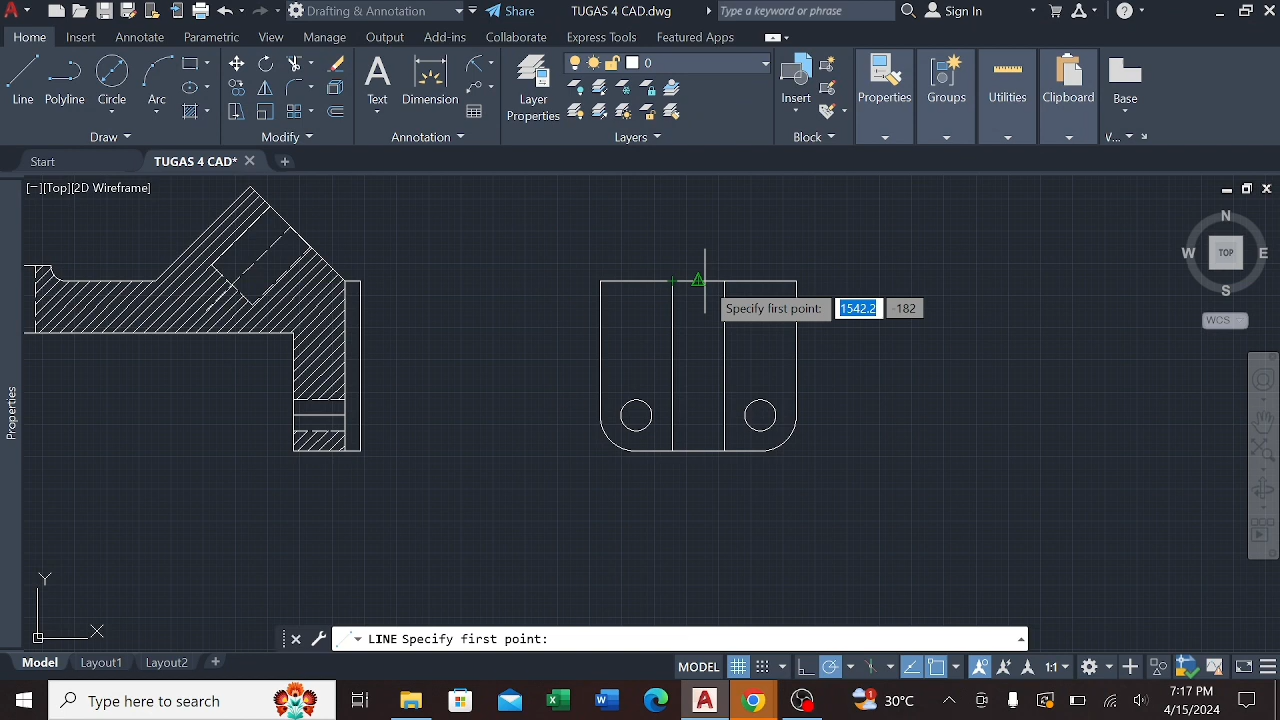 Drafting & Annotation
Share
TUGAS 4 CAD.dwg
Type a keyword or phrase
Sign In
Home
Insert
Annotate
Parametric
View
Manage
Output
Add-ins
Collaborate
Express Tools
Featured Apps
0
Line
Polyline
Circle
Arc
Text
Dimension
Layer
Properties
Insert
Properties
Groups
Utilities
Clipboard
Base
Draw
Modify
Annotation
Layers
Block
V...
Start
TUGAS 4 CAD*
[−][Top][2D Wireframe]
N
W
TOP
E
S
WCS
Specify first point:
1542.2
-182
Properties
Y
X
LINE Specify first point:
Model
Layout1
Layout2
MODEL
1:1
Type here to search
1
30°C
1:17 PM
4/15/2024